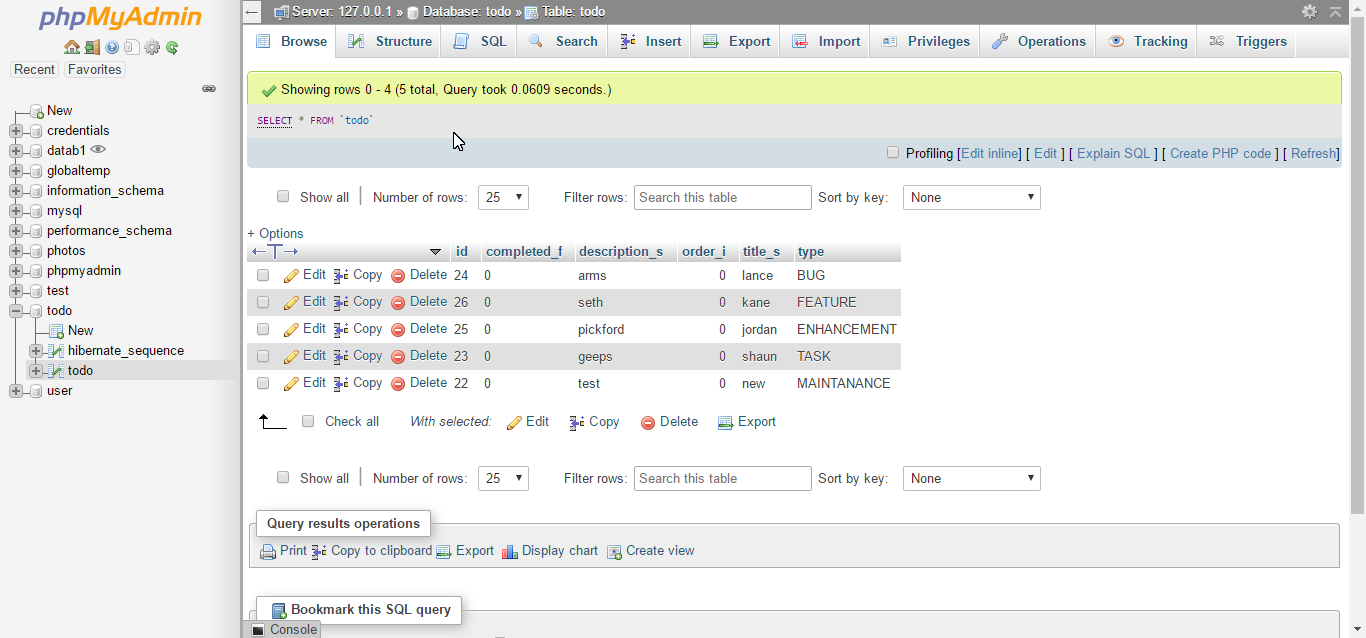 phpMyAdmin
Recent Favorites
New
credentials
datab1
globaltemp
information_schema
mysql
performance_schema
photos
phpmyadmin
test
todo
New
hibernate_sequence
todo
user
Server: 127.0.0.1 » Database: todo » Table: todo
Browse Structure SQL Search Insert Export Import Privileges Operations Tracking Triggers
Showing rows 0 - 4 (5 total, Query took 0.0609 seconds.)
SELECT * FROM `todo`
Profiling [Edit inline] [ Edit ] [ Explain SQL ] [ Create PHP code ] [ Refresh]
Show all Number of rows: 25 Filter rows: Search this table Sort by key: None
+ Options
id completed_f description_s order_i title_s type
Edit Copy Delete 24 0 arms 0 lance BUG
Edit Copy Delete 26 0 seth 0 kane FEATURE
Edit Copy Delete 25 0 pickford 0 jordan ENHANCEMENT
Edit Copy Delete 23 0 geeps 0 shaun TASK
Edit Copy Delete 22 0 test 0 new MAINTANANCE
Check all With selected: Edit Copy Delete Export
Show all Number of rows: 25 Filter rows: Search this table Sort by key: None
Query results operations
Print Copy to clipboard Export Display chart Create view
Bookmark this SQL query
Console